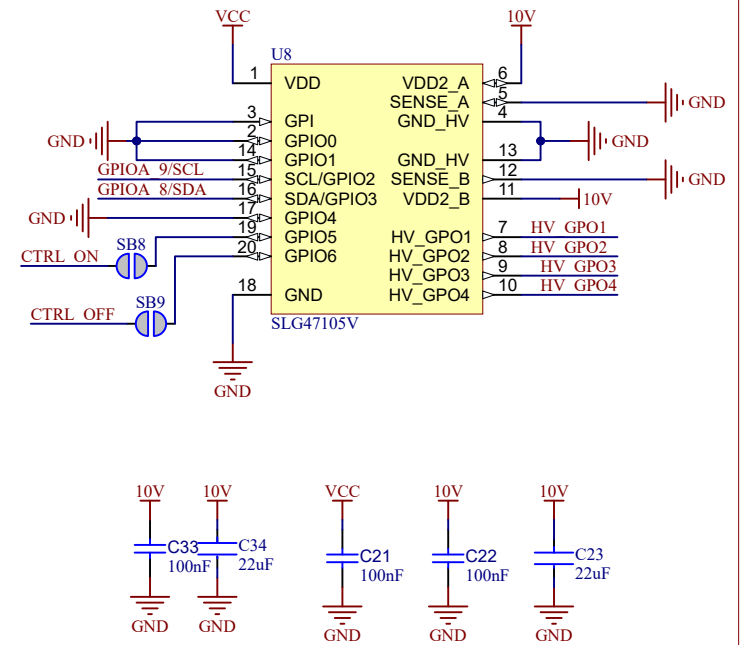 VCC
10V
U8
1 VDD
VDD2_A 6
SENSE_A 5
3 GPI
GND_HV 4
2 GPIO0
GND
GND
14 GPIO1
GND_HV 13
GPIOA_9/SCL 15 SCL/GPIO2
SENSE_B 12
GND
GPIOA_8/SDA 16 SDA/GPIO3
VDD2_B 11
10V
GND
17 GPIO4
19 GPIO5
HV_GPO1 7 HV_GPO1
CTRL_ON
SB8
20 GPIO6
HV_GPO2 8 HV_GPO2
HV_GPO3 9 HV_GPO3
CTRL_OFF
SB9
18 GND
HV_GPO4 10 HV_GPO4
SLG47105V
GND
GND
10V
10V
VCC
10V
10V
C33
100nF
C34
22uF
C21
100nF
C22
100nF
C23
22uF
GND
GND
GND
GND
GND